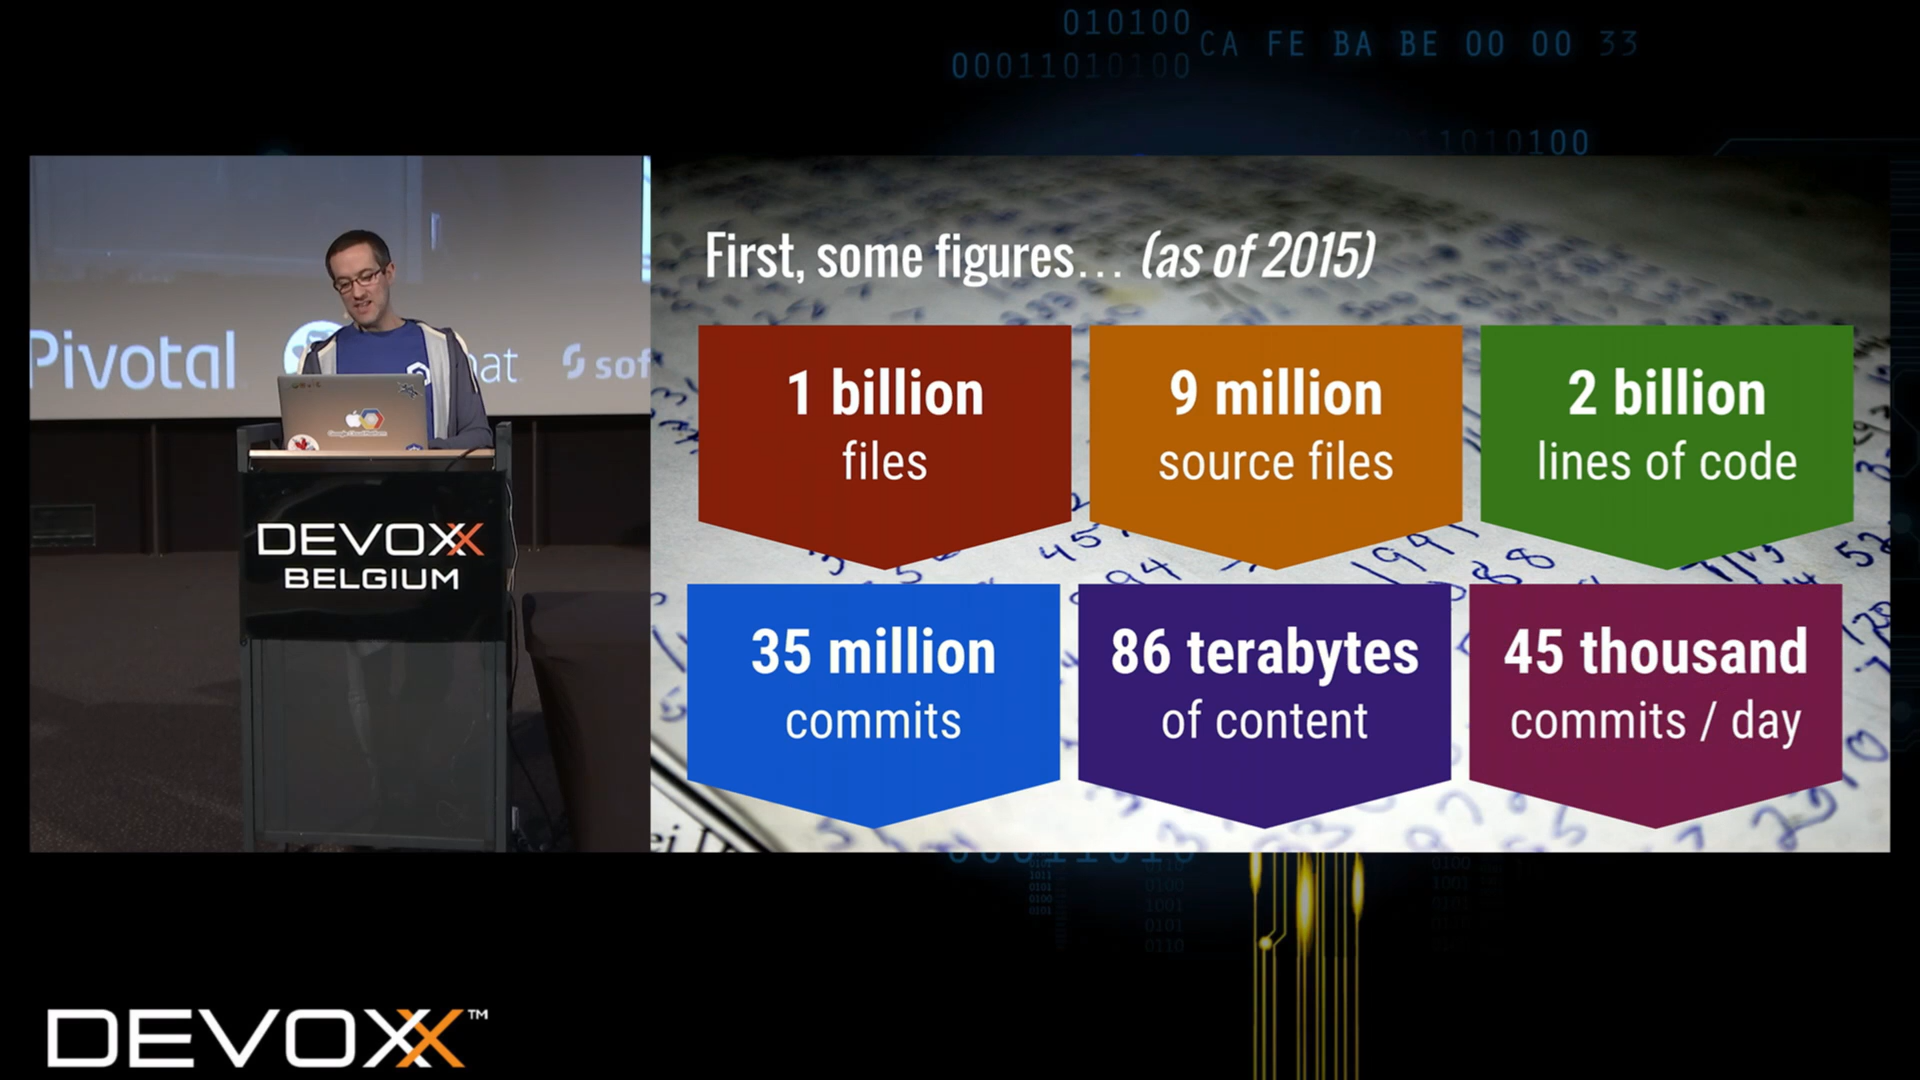 010100
CA FE BA BE 00 00 33
00011010100
11010100
First, some figures... (as of 2015)
1 billion
files
9 million
source files
2 billion
lines of code
35 million
commits
86 terabytes
of content
45 thousand
commits / day
Pivotal
sof
DEVOXX
BELGIUM
DEVOXX™